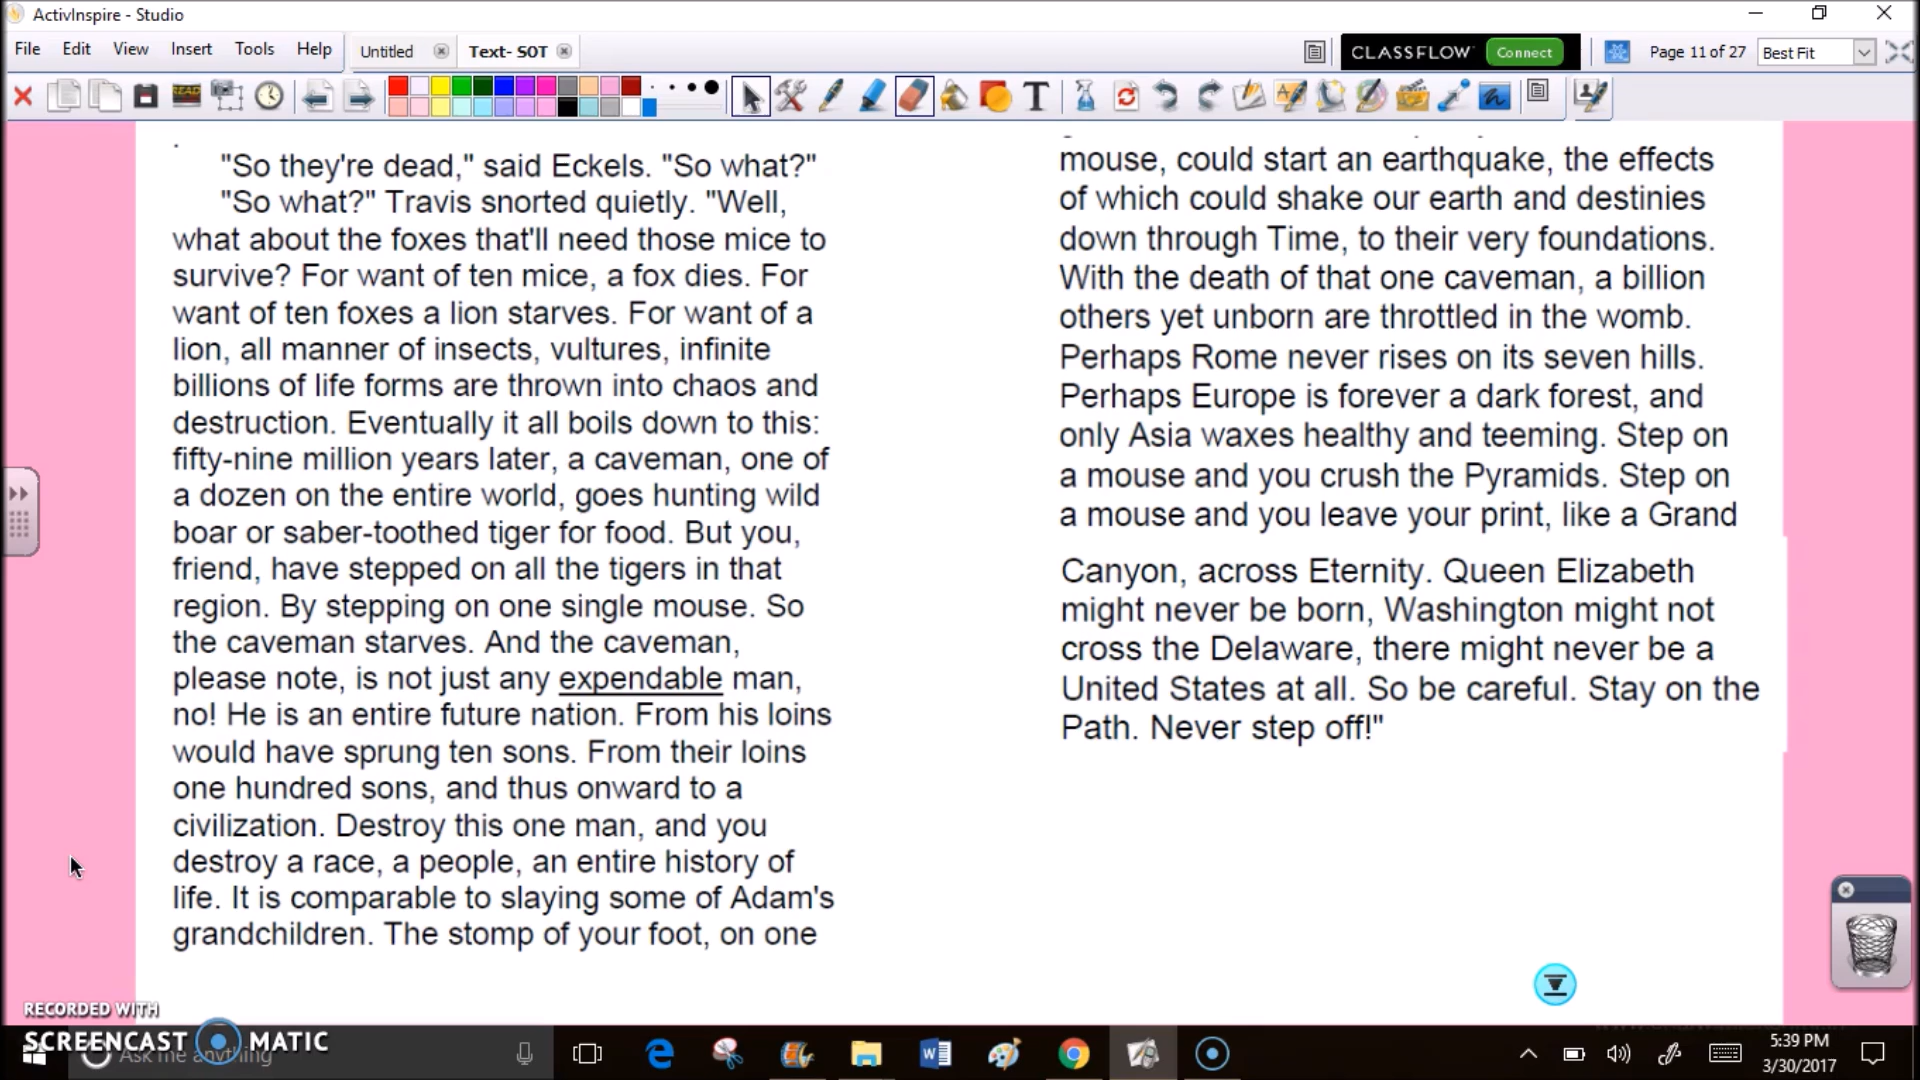 ActivInspire - Studio
File Edit View Insert Tools Help
Untitled
Text- SOT
CLASSFLOW
Connect
Page 11 of 27
Best Fit
"So they're dead," said Eckels. "So what?"
"So what?" Travis snorted quietly. "Well,
what about the foxes that'll need those mice to
survive? For want of ten mice, a fox dies. For
want of ten foxes a lion starves. For want of a
lion, all manner of insects, vultures, infinite
billions of life forms are thrown into chaos and
destruction. Eventually it all boils down to this:
fifty-nine million years later, a caveman, one of
a dozen on the entire world, goes hunting wild
boar or saber-toothed tiger for food. But you,
friend, have stepped on all the tigers in that
region. By stepping on one single mouse. So
the caveman starves. And the caveman,
please note, is not just any expendable man,
no! He is an entire future nation. From his loins
would have sprung ten sons. From their loins
one hundred sons, and thus onward to a
civilization. Destroy this one man, and you
destroy a race, a people, an entire history of
life. It is comparable to slaying some of Adam's
grandchildren. The stomp of your foot, on one
mouse, could start an earthquake, the effects
of which could shake our earth and destinies
down through Time, to their very foundations.
With the death of that one caveman, a billion
others yet unborn are throttled in the womb.
Perhaps Rome never rises on its seven hills.
Perhaps Europe is forever a dark forest, and
only Asia waxes healthy and teeming. Step on
a mouse and you crush the Pyramids. Step on
a mouse and you leave your print, like a Grand
Canyon, across Eternity. Queen Elizabeth
might never be born, Washington might not
cross the Delaware, there might never be a
United States at all. So be careful. Stay on the
Path. Never step off!"
RECORDED WITH
SCREENCAST MATIC
Ask me anything
5:39 PM
3/30/2017